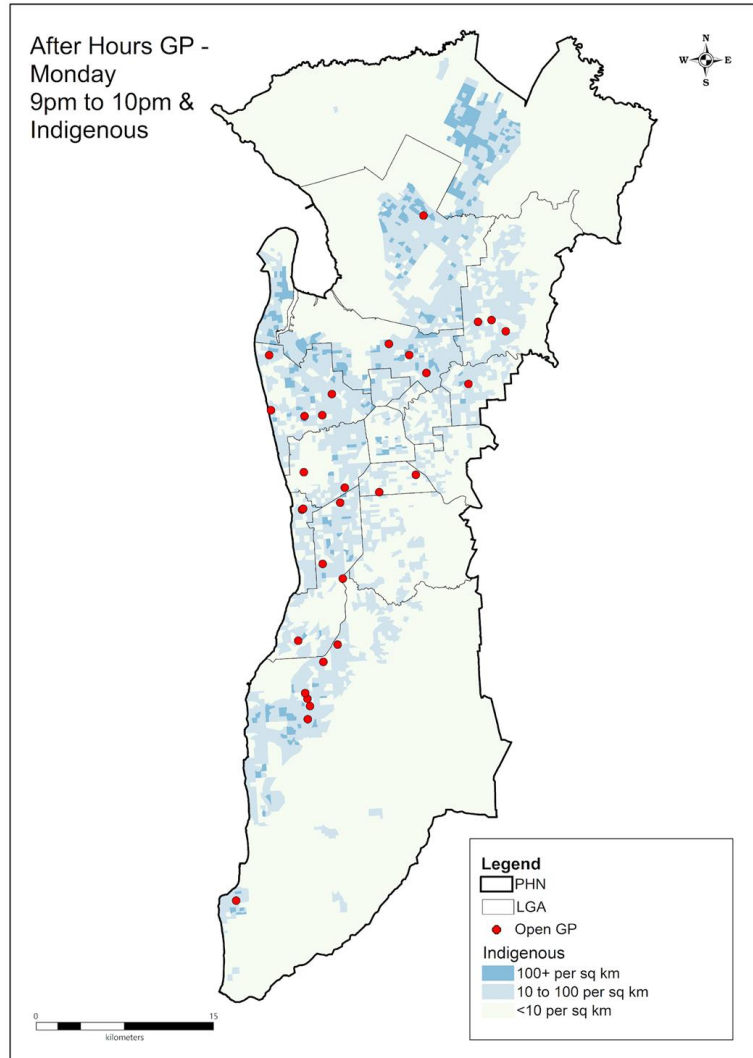 After Hours GP -
Monday
9pm to 10pm &
Indigenous
N
W E
S
Legend
PHN
LGA
Open GP
Indigenous
100+ per sq km
10 to 100 per sq km
<10 per sq km
0 15
kilometers